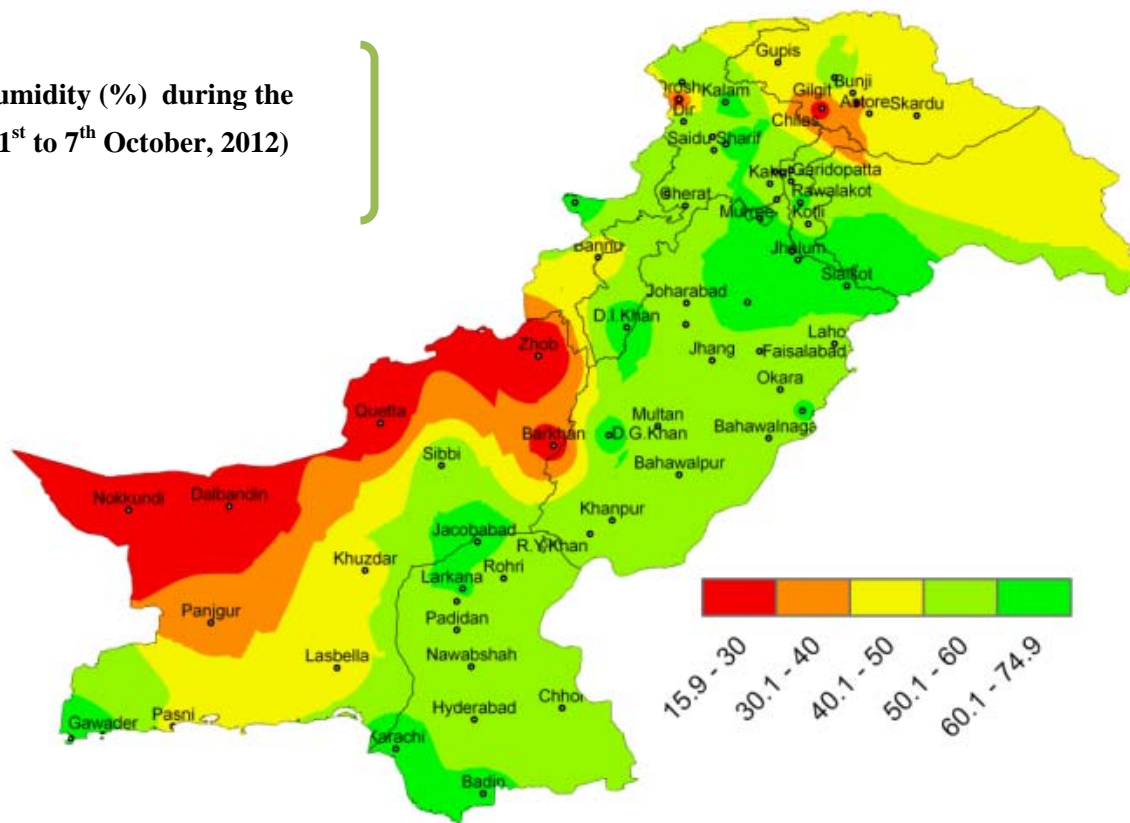 umidity (%) during the
1st to 7th October, 2012)
Gupis
Bunji
Gilgit
Astore
Skardu
Chilas
Kalam
Dir
Saidu Sharif
Garidopatta
Rawalakot
Cherat
Murree
Kotli
Bannu
Jhelum
Sialkot
Joharabad
D.I.Khan
Laho
Zhob
Jhang
Faisalabad
Okara
Quetta
Multan
Barkhan
D.G.Khan
Bahawalnaga
Sibbi
Bahawalpur
Nokkundi
Dalbandin
Khanpur
Jacobabad
R.Y.Khan
Khuzdar
Rohri
Larkana
Panjgur
Padidan
Lasbella
Nawabshah
Chhor
Pasni
Gawader
Hyderabad
Karachi
Badin
15.9 - 30
30.1 - 40
40.1 - 50
50.1 - 60
60.1 - 74.9